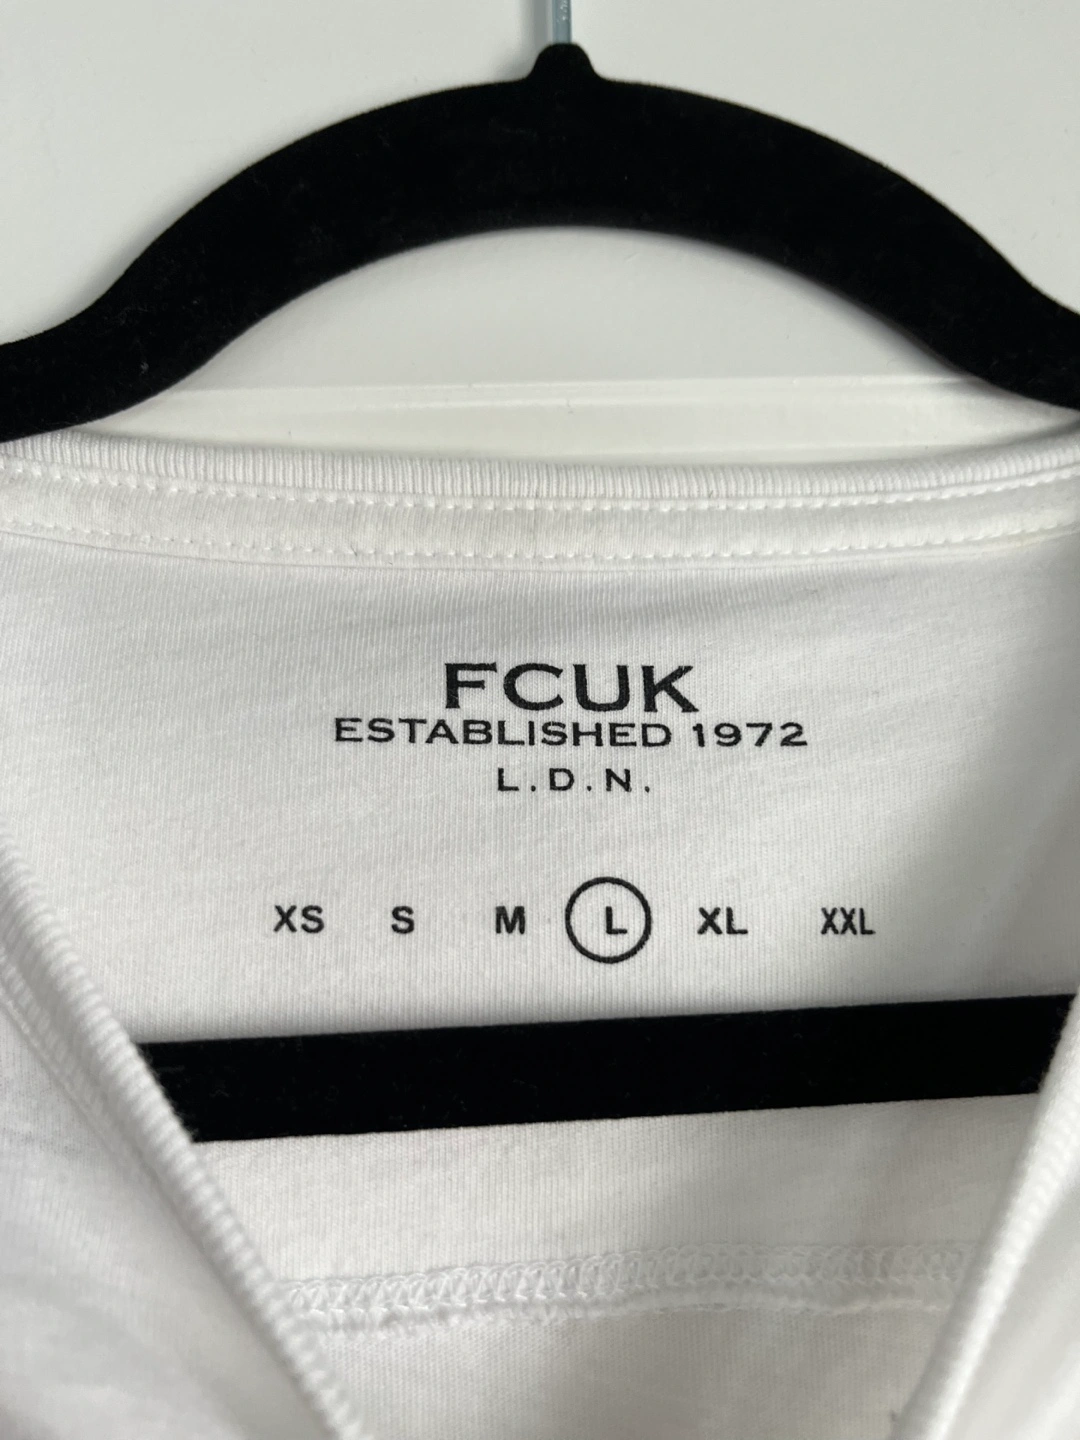 FCUK
ESTABLISHED 1972
L.D.N.
XS S M L XL XXL